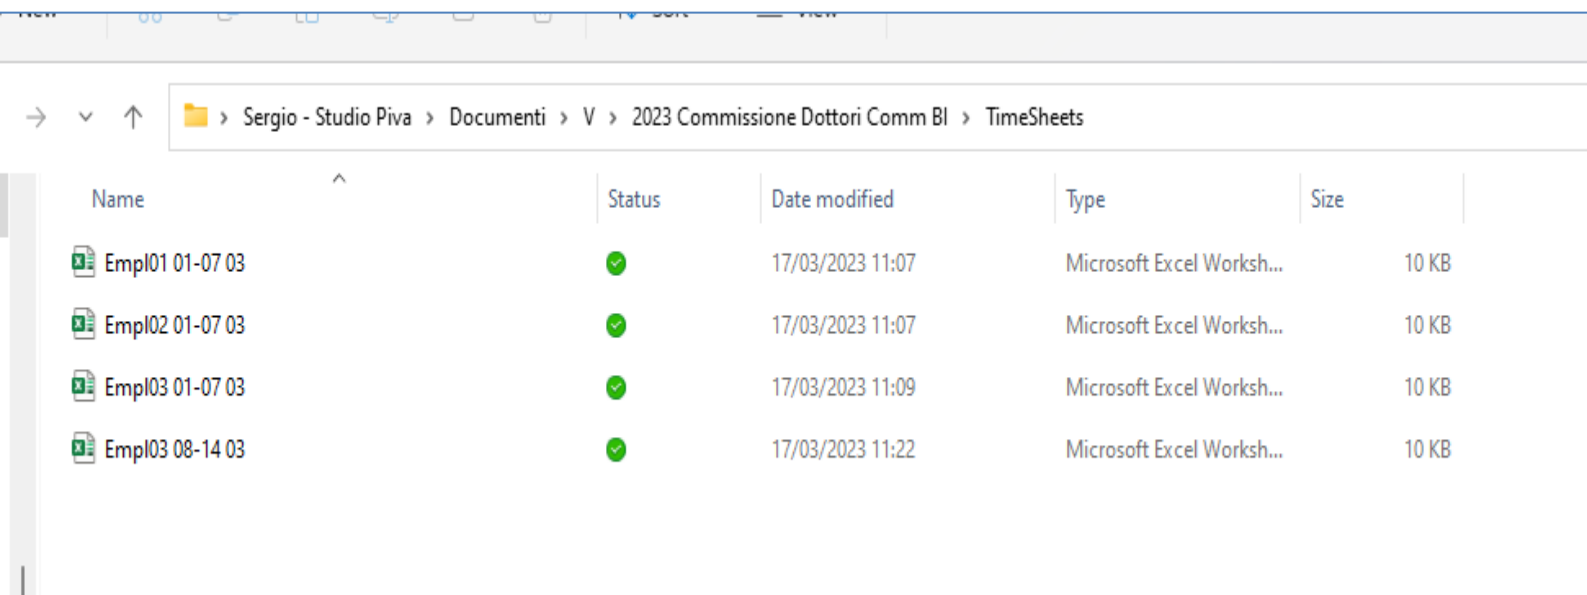 New Sort View
Sergio - Studio Piva > Documenti > V > 2023 Commissione Dottori Comm BI > TimeSheets
Name Status Date modified Type Size
Empl01 01-07 03 17/03/2023 11:07 Microsoft Excel Worksh... 10 KB
Empl02 01-07 03 17/03/2023 11:07 Microsoft Excel Worksh... 10 KB
Empl03 01-07 03 17/03/2023 11:09 Microsoft Excel Worksh... 10 KB
Empl03 08-14 03 17/03/2023 11:22 Microsoft Excel Worksh... 10 KB